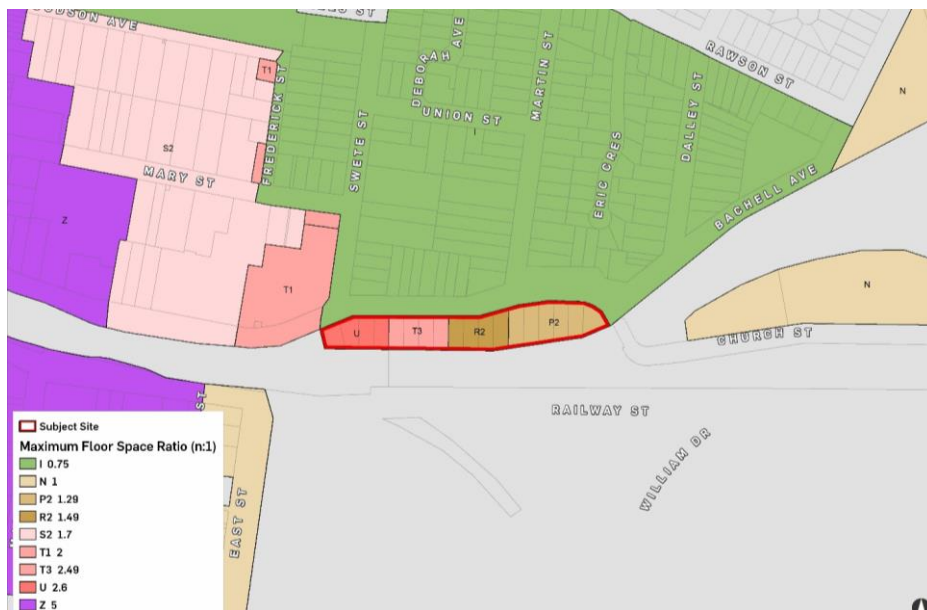 FREDERICK ST
SWETE ST
DEBORAH AVE
UNION ST
MARTIN ST
ERIC CRES
DALLEY ST
RAWSON ST
BACHELL AVE
MARY ST
CHURCH ST
RAILWAY ST
WILLIAM DR
EAST ST
T1
I
N
S2
Z
T1
N
U
T3
R2
P2
Subject Site
Maximum Floor Space Ratio (n:1)
I 0.75
N 1
P2 1.29
R2 1.49
S2 1.7
T1 2
T3 2.49
U 2.6
Z 5